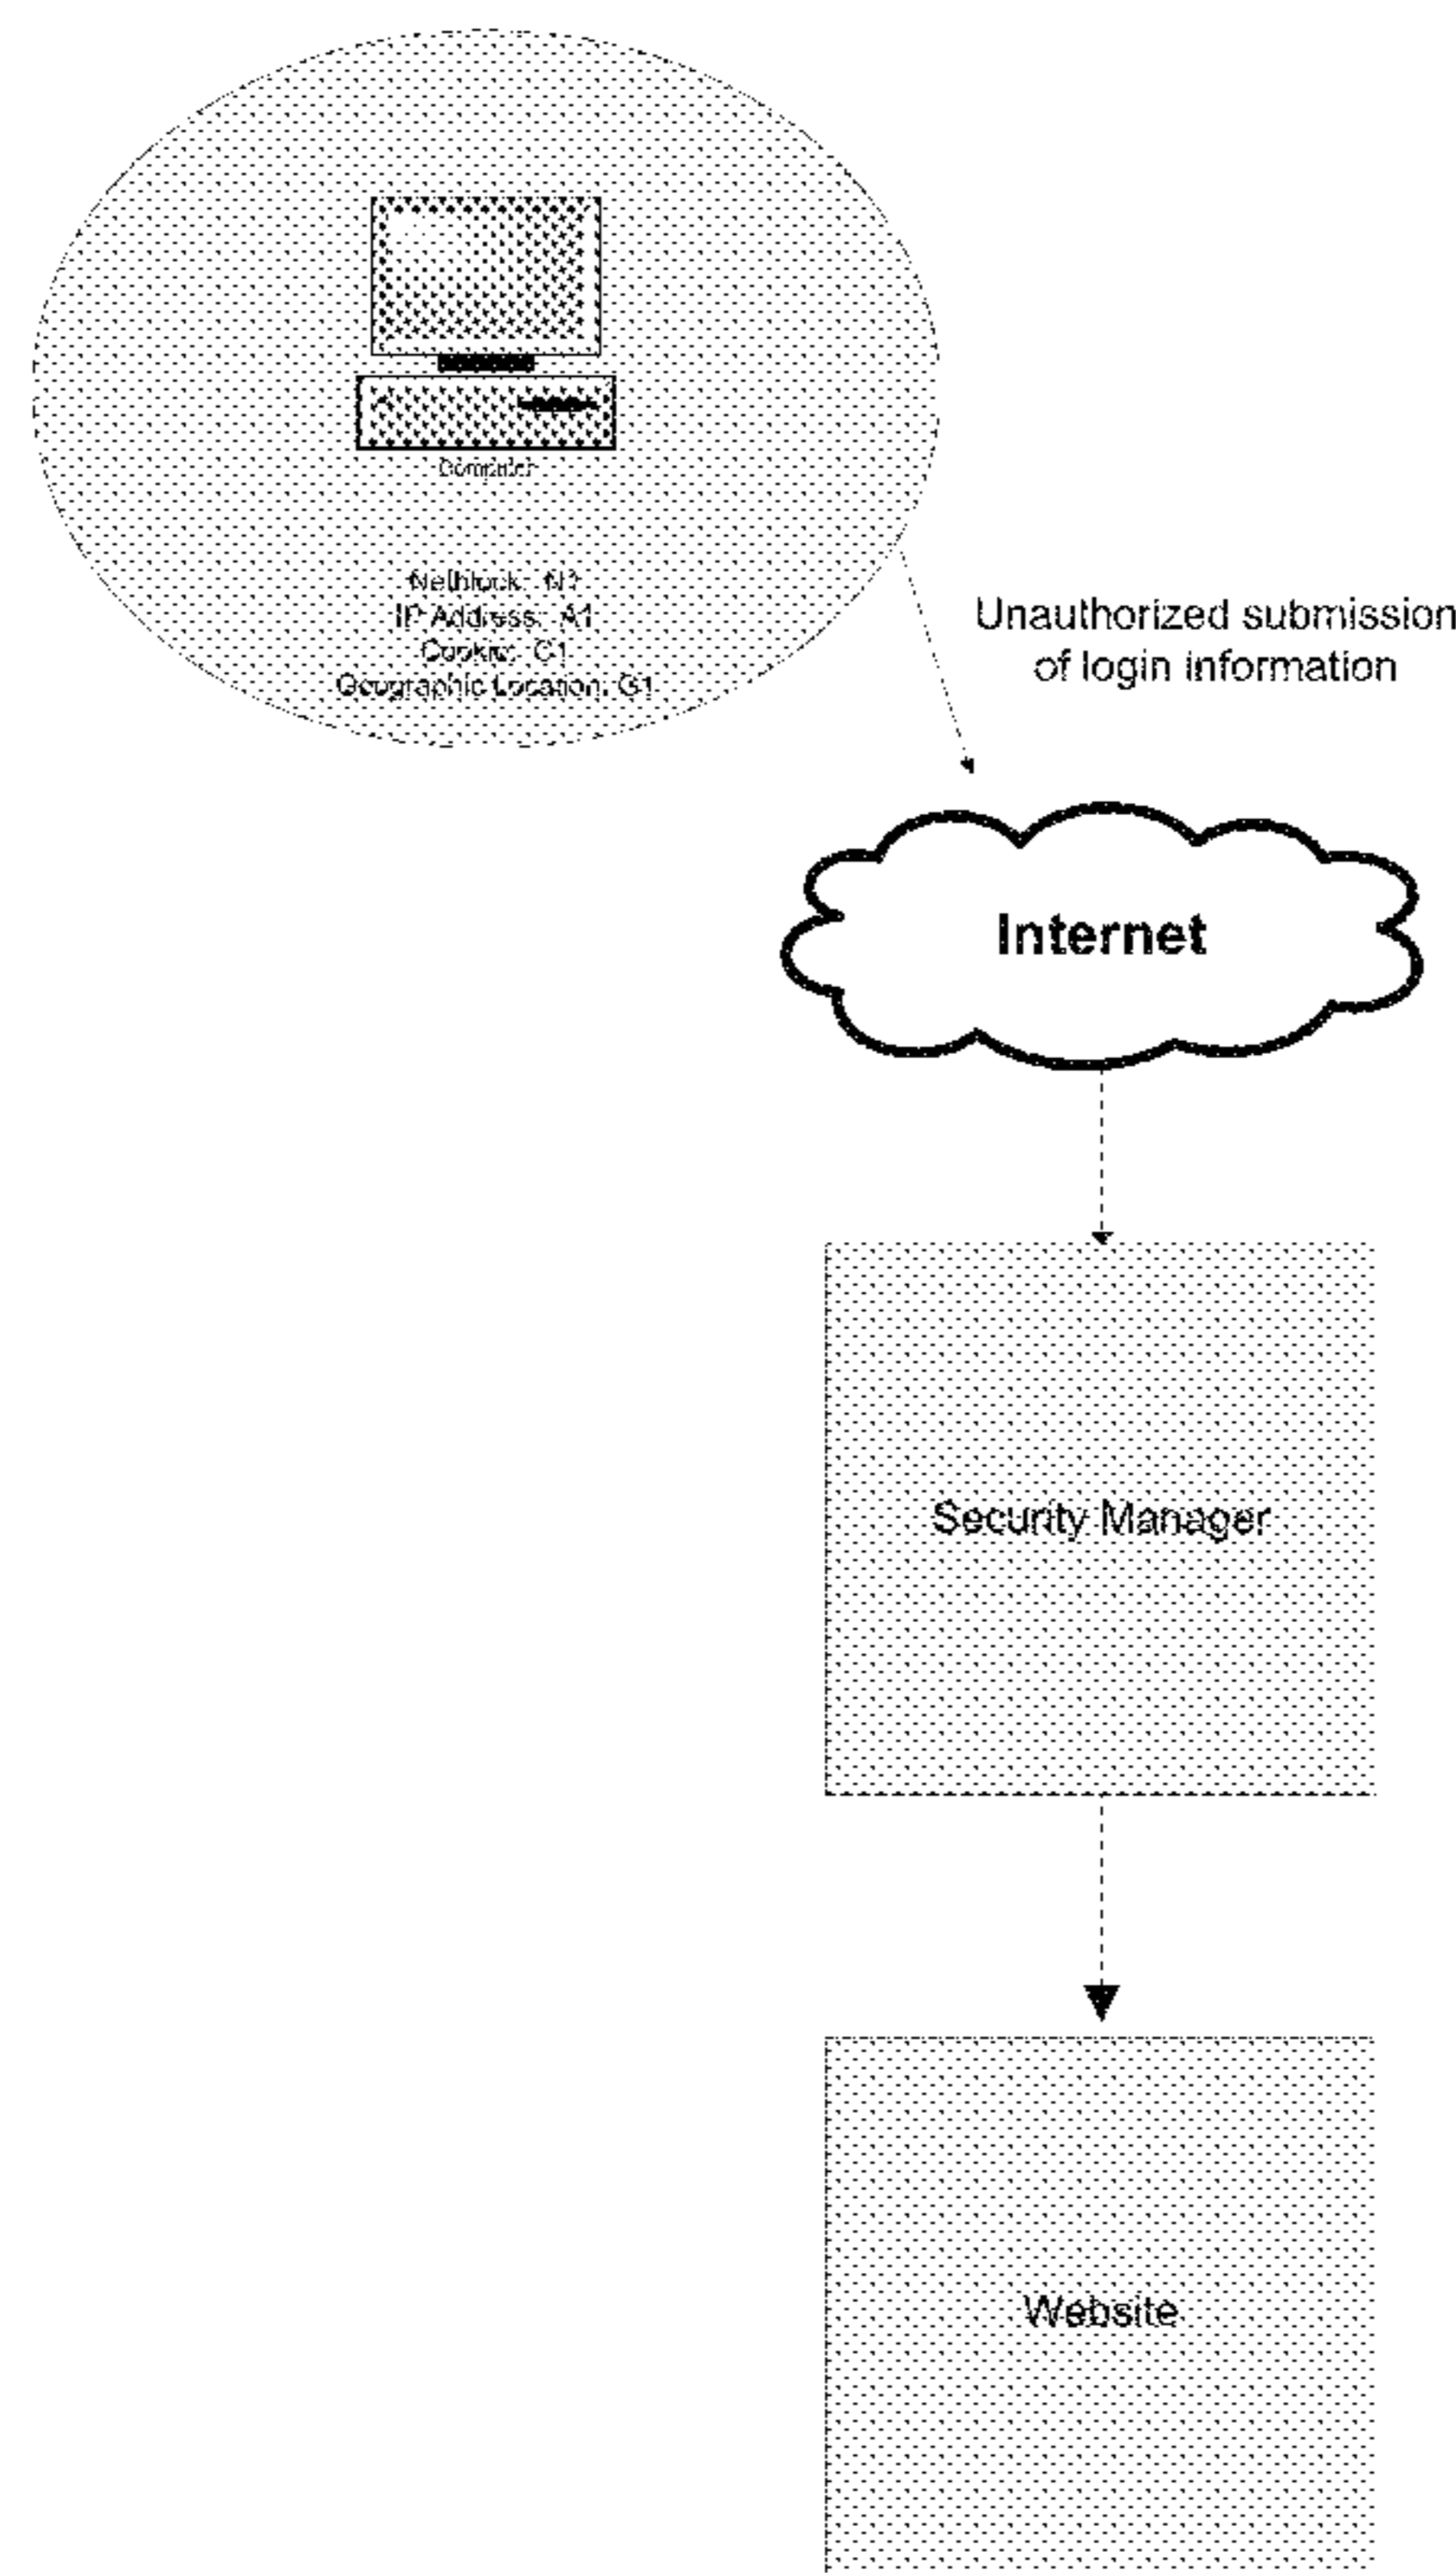 Computer
Netblock: N1
IP Address: A1
Cookie: C1
Geographic Location: G1
Unauthorized submission
of login information
Internet
Security Manager
Website